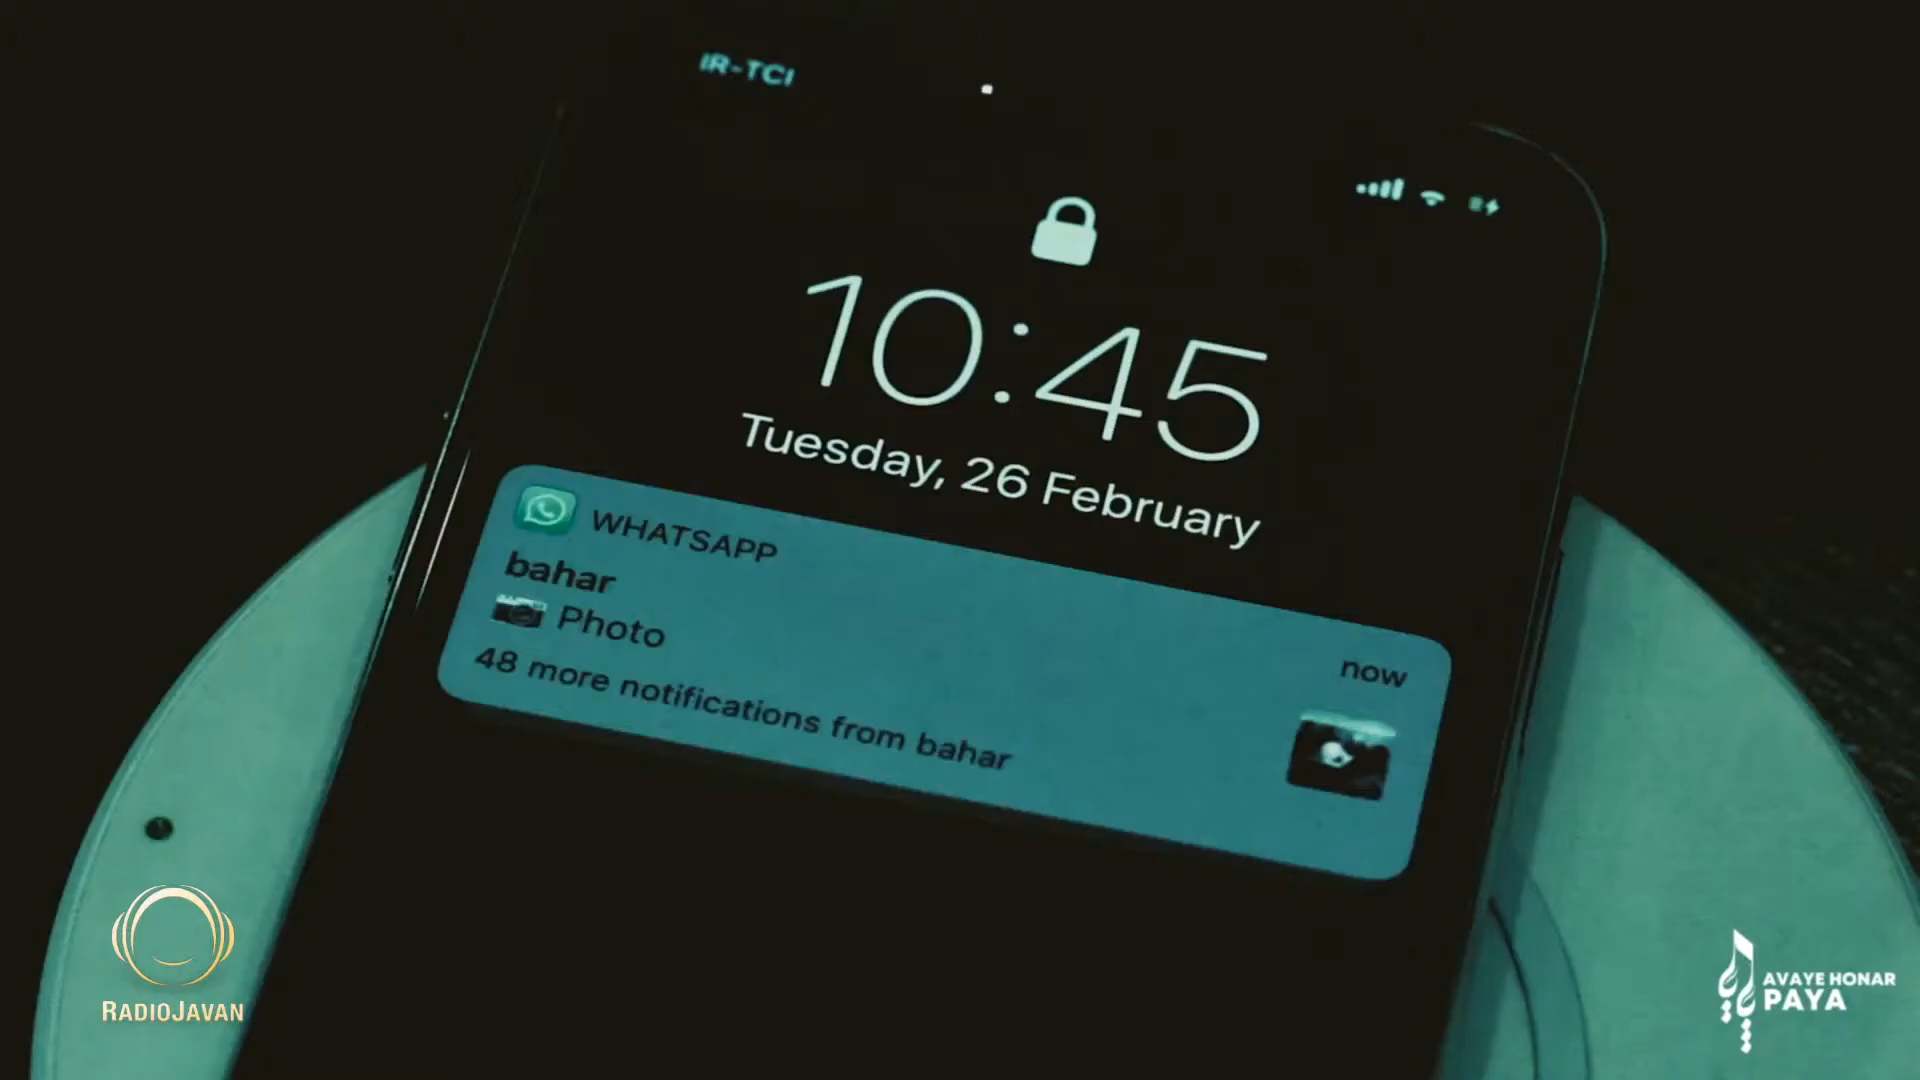 IR-TCI
10:45
Tuesday, 26 February
WHATSAPP
now
bahar
Photo
48 more notifications from bahar
RADIOJAVAN
AVAYE HONAR
PAYA